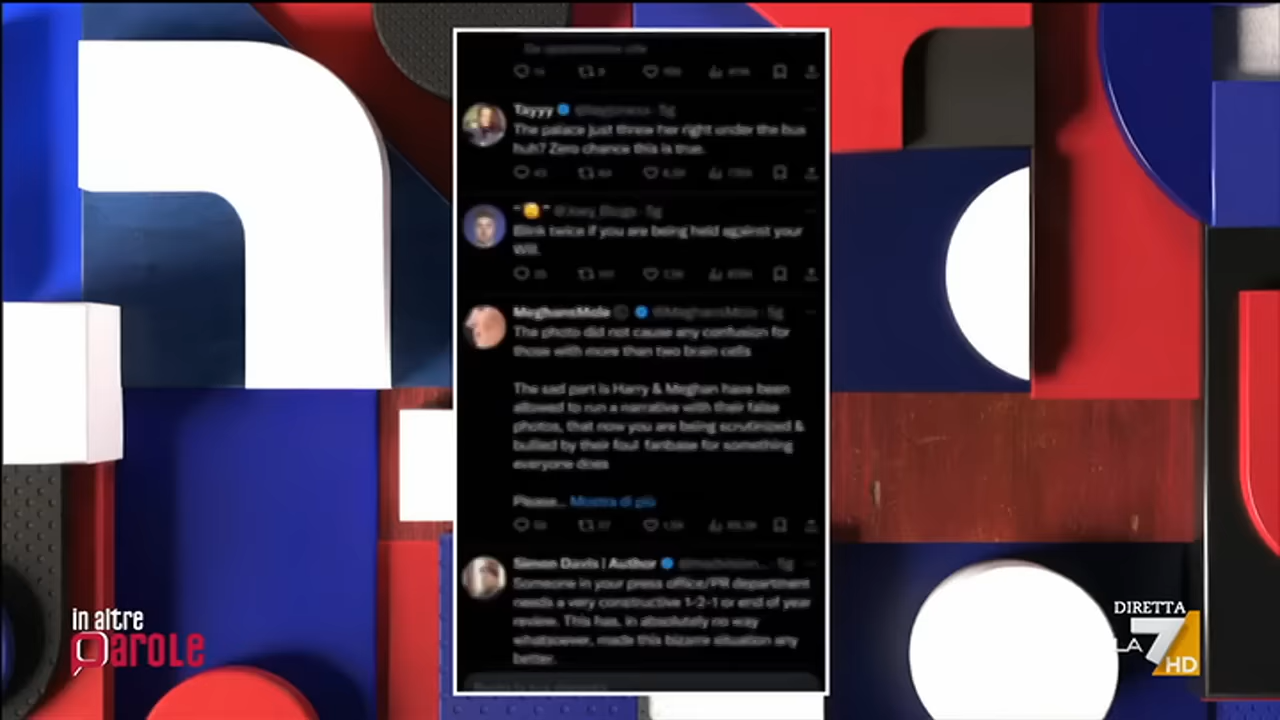 Tayyy
The palace just threw her right under the bus
huh? Zero chance this is true.
Blink twice if you are being held against your
Will.
MeghansMole
The photo did not cause any confusion for
those with more than two brain cells
The sad part is Harry & Meghan have been
allowed to run a narrative with their false
photos, that now you are being scrutinized &
bullied by their foul fanbase for something
everyone does
Please... Mostra di più
Simon Davis | Author
Someone in your press office/PR department
needs a very constructive 1-2-1 or end of year
review. This has, in absolutely no way
whatsoever, made this bizarre situation any
better.
in altre
parole
DIRETTA
LA7
HD